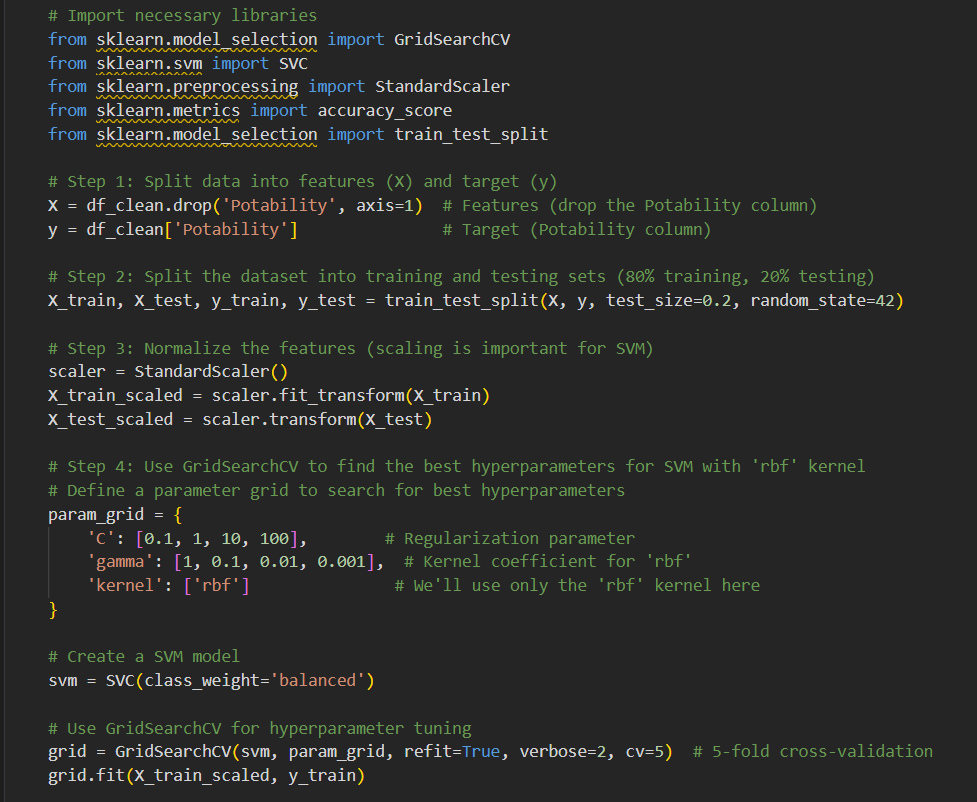 # Import necessary libraries
from sklearn.model_selection import GridSearchCV
from sklearn.svm import SVC
from sklearn.preprocessing import StandardScaler
from sklearn.metrics import accuracy_score
from sklearn.model_selection import train_test_split
# Step 1: Split data into features (X) and target (y)
X = df_clean.drop('Potability', axis=1)  # Features (drop the Potability column)
y = df_clean['Potability']               # Target (Potability column)
# Step 2: Split the dataset into training and testing sets (80% training, 20% testing)
X_train, X_test, y_train, y_test = train_test_split(X, y, test_size=0.2, random_state=42)
# Step 3: Normalize the features (scaling is important for SVM)
scaler = StandardScaler()
X_train_scaled = scaler.fit_transform(X_train)
X_test_scaled = scaler.transform(X_test)
# Step 4: Use GridSearchCV to find the best hyperparameters for SVM with 'rbf' kernel
# Define a parameter grid to search for best hyperparameters
param_grid = {
    'C': [0.1, 1, 10, 100],        # Regularization parameter
    'gamma': [1, 0.1, 0.01, 0.001],  # Kernel coefficient for 'rbf'
    'kernel': ['rbf']               # We'll use only the 'rbf' kernel here
}
# Create a SVM model
svm = SVC(class_weight='balanced')
# Use GridSearchCV for hyperparameter tuning
grid = GridSearchCV(svm, param_grid, refit=True, verbose=2, cv=5)  # 5-fold cross-validation
grid.fit(X_train_scaled, y_train)